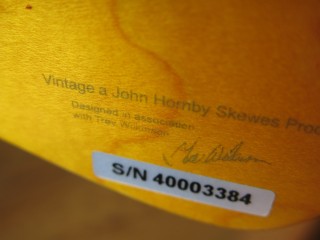 Vintage a John Hornby Skewes Prod
Designed in association
with Trev Wilkinson
S/N 40003384